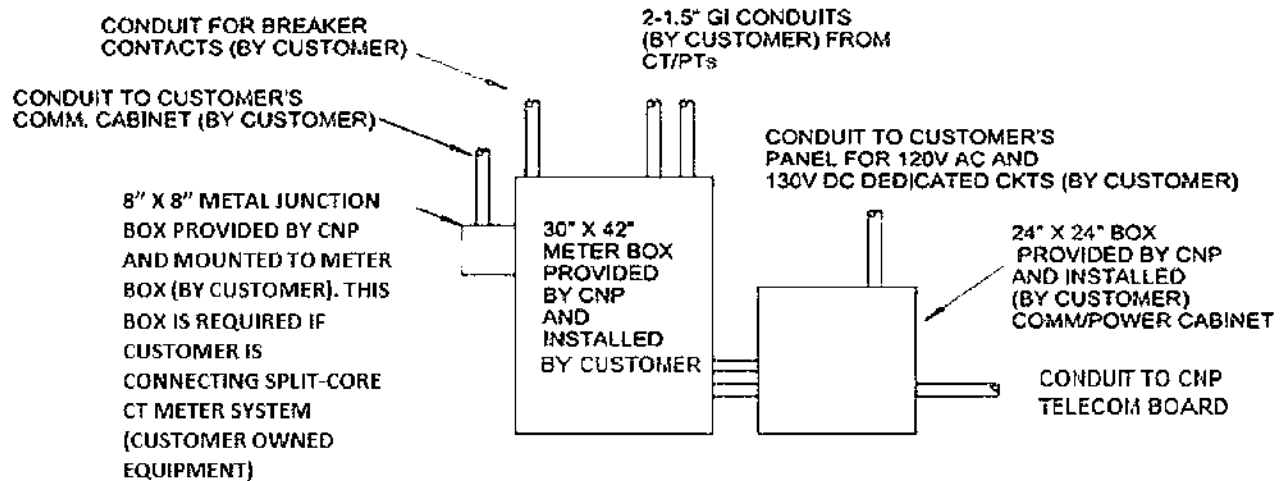 CONDUIT FOR BREAKER
CONTACTS (BY CUSTOMER)
2-1.5" GI CONDUITS
(BY CUSTOMER) FROM
CT/PTs
CONDUIT TO CUSTOMER'S
COMM. CABINET (BY CUSTOMER)
CONDUIT TO CUSTOMER'S
PANEL FOR 120V AC AND
130V DC DEDICATED CKTS (BY CUSTOMER)
8" X 8" METAL JUNCTION
BOX PROVIDED BY CNP
AND MOUNTED TO METER
BOX (BY CUSTOMER). THIS
BOX IS REQUIRED IF
CUSTOMER IS
CONNECTING SPLIT-CORE
CT METER SYSTEM
(CUSTOMER OWNED
EQUIPMENT)
30" X 42"
METER BOX
PROVIDED
BY CNP
AND
INSTALLED
BY CUSTOMER
24" X 24" BOX
PROVIDED BY CNP
AND INSTALLED
(BY CUSTOMER)
COMM/POWER CABINET
CONDUIT TO CNP
TELECOM BOARD